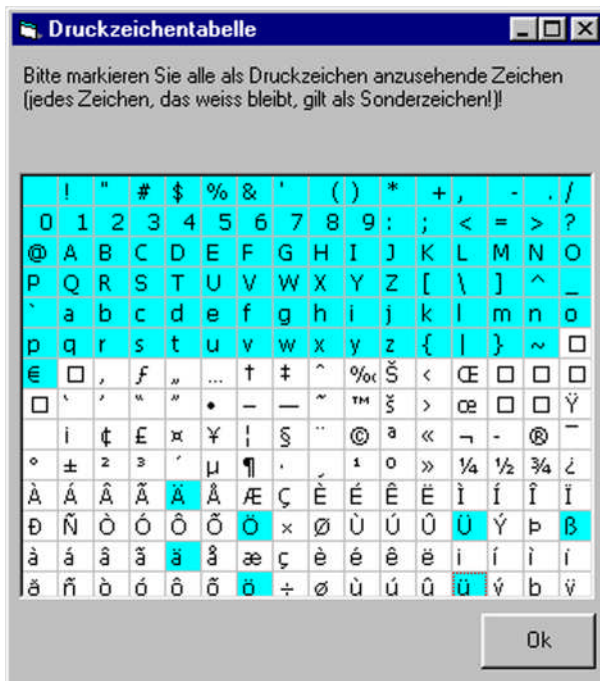 Druckzeichentabelle
Bitte markieren Sie alle als Druckzeichen anzusehende Zeichen
(jedes Zeichen, das weiss bleibt, gilt als Sonderzeichen!)!
! " # $ % & ' ( ) * + , - . /
0 1 2 3 4 5 6 7 8 9 : ; < = > ?
@ A B C D E F G H I J K L M N O
P Q R S T U V W X Y Z [ \ ] ^ _
` a b c d e f g h i j k l m n o
p q r s t u v w x y z { | } ~ □
€ □ ‚ ƒ „ … † ‡ ˆ ‰ Š ‹ Œ □ □ □
□ ‘ ’ “ ” • – — ˜ ™ š › œ □ □ Ÿ
¡ ¢ £ ¤ ¥ ¦ § ¨ © ª « ¬ - ® ¯
° ± ² ³ ´ µ ¶ · ¸ ¹ º » ¼ ½ ¾ ¿
À Á Â Ã Ä Å Æ Ç È É Ê Ë Ì Í Î Ï
Ð Ñ Ò Ó Ô Õ Ö × Ø Ù Ú Û Ü Ý Þ ß
à á â ã ä å æ ç è é ê ë ì í î ï
ð ñ ò ó ô õ ö ÷ ø ù ú û ü ý þ ÿ
Ok